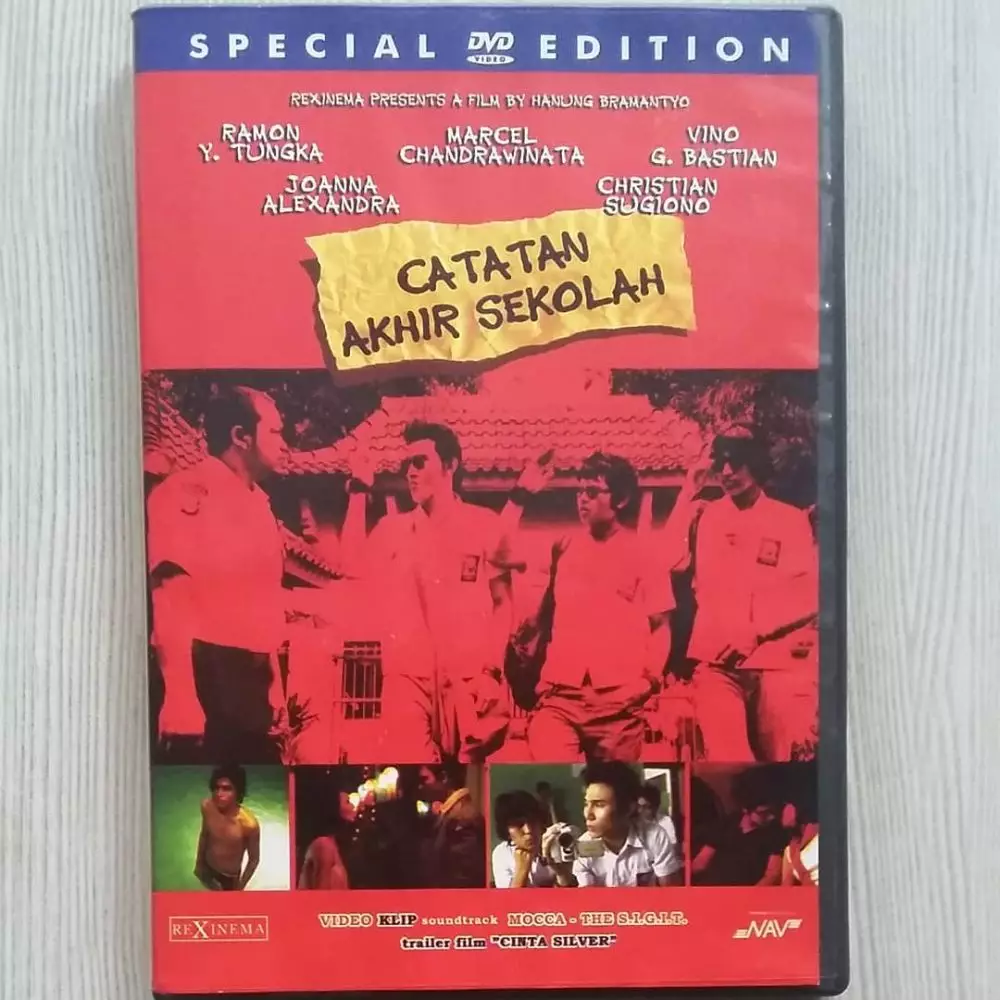 SPECIAL DVD VIDEO EDITION
REXINEMA PRESENTS A FILM BY HANUNG BRAMANTYO
RAMON Y. TUNGKA
MARCEL CHANDRAWINATA
VINO G. BASTIAN
JOANNA ALEXANDRA
CHRISTIAN SUGIONO
CATATAN
AKHIR SEKOLAH
REXINEMA
VIDEO KLIP soundtrack MOCCA - THE S.I.G.I.T.
trailer film "CINTA SILVER"
NAV